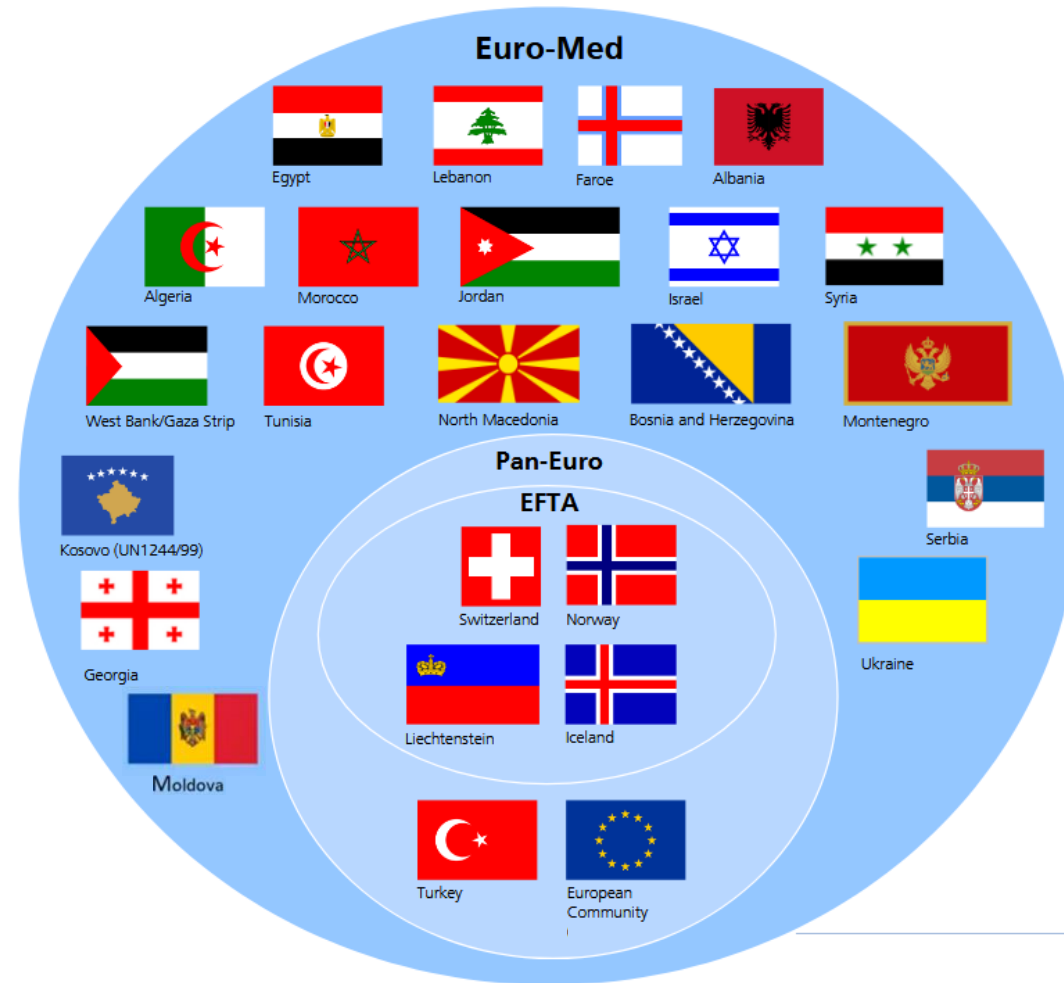 Euro-Med
Egypt
Lebanon
Faroe
Albania
Algeria
Morocco
Jordan
Israel
Syria
West Bank/Gaza Strip
Tunisia
North Macedonia
Bosnia and Herzegovina
Montenegro
Pan-Euro
EFTA
Kosovo (UN1244/99)
Serbia
Switzerland
Norway
Georgia
Ukraine
Liechtenstein
Iceland
Moldova
Turkey
European
Community